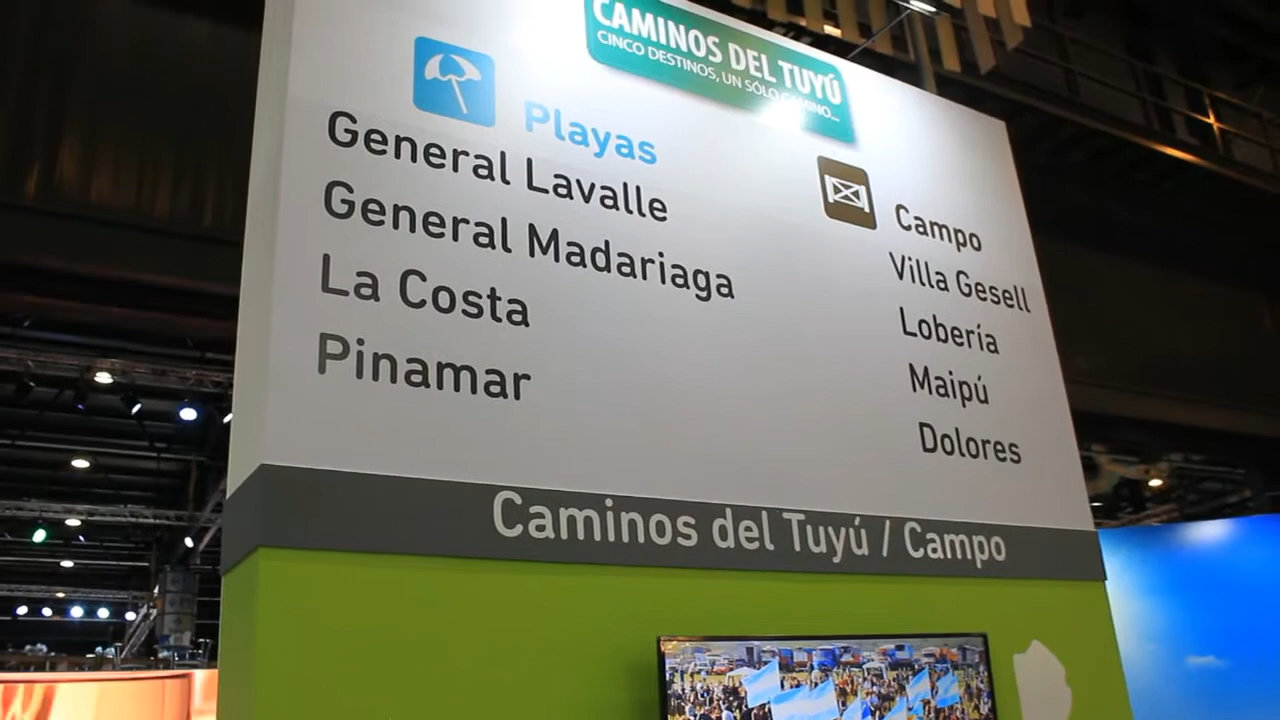 CAMINOS DEL TUYÚ
CINCO DESTINOS, UN SÓLO CAMINO...
Playas
General Lavalle
General Madariaga
La Costa
Pinamar
Campo
Villa Gesell
Lobería
Maipú
Dolores
Caminos del Tuyú / Campo